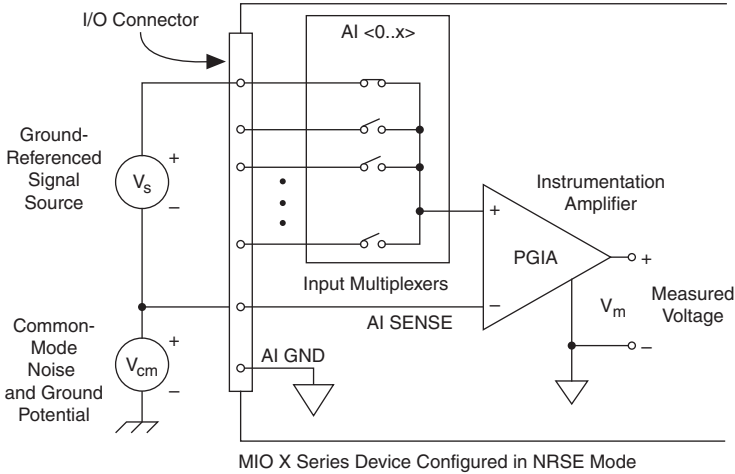 I/O Connector
AI <0..x>
Ground-
Referenced
Signal
Source
+
Vs
–
Instrumentation
Amplifier
+
PGIA
–
+
Input Multiplexers
AI SENSE
Vm
Measured
Voltage
–
Common-
Mode
Noise
and Ground
Potential
+
Vcm
–
AI GND
MIO X Series Device Configured in NRSE Mode